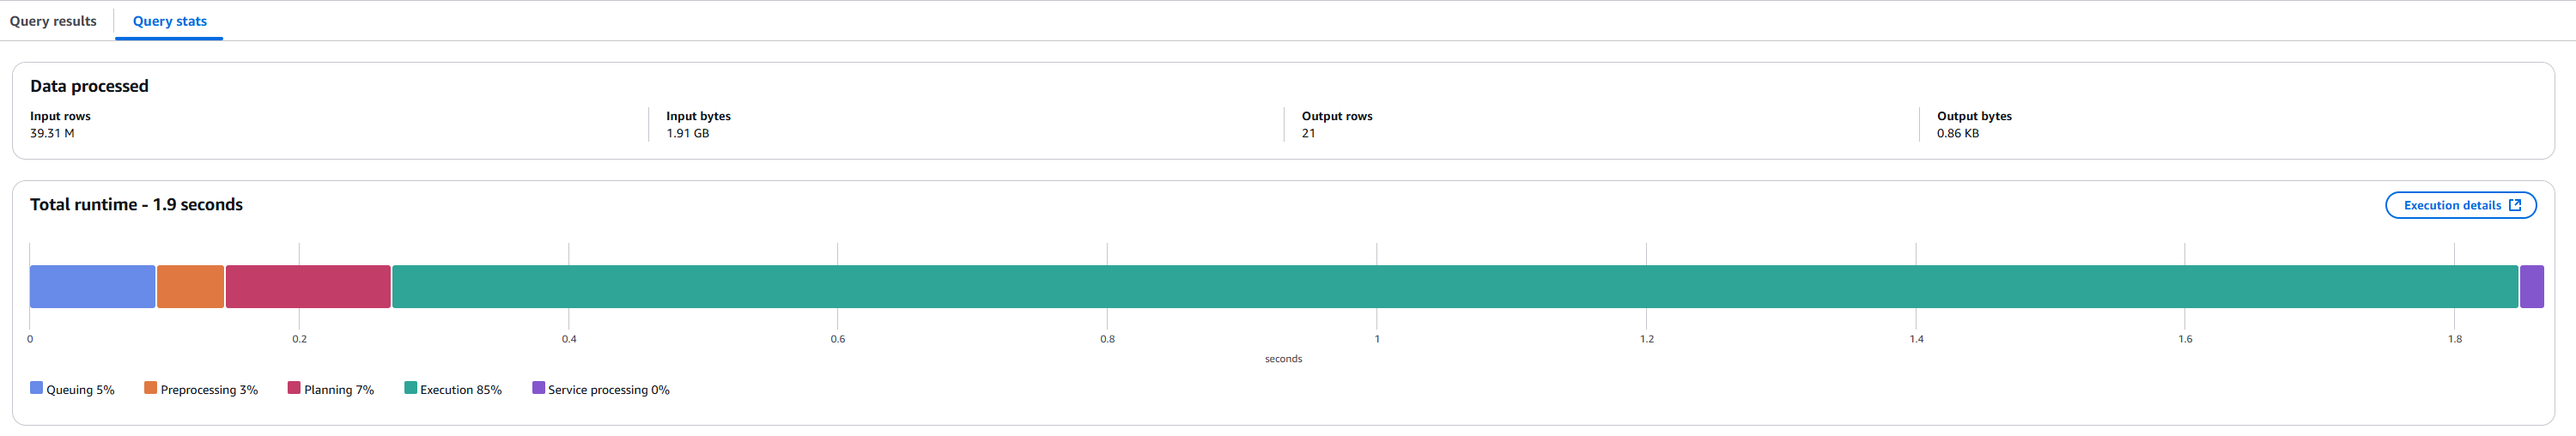 Query results
Query stats
Data processed
Input rows
39.31 M
Input bytes
1.91 GB
Output rows
21
Output bytes
0.86 KB
Total runtime - 1.9 seconds
Execution details
0 0.2 0.4 0.6 0.8 1 1.2 1.4 1.6 1.8
seconds
Queuing 5% Preprocessing 3% Planning 7% Execution 85% Service processing 0%